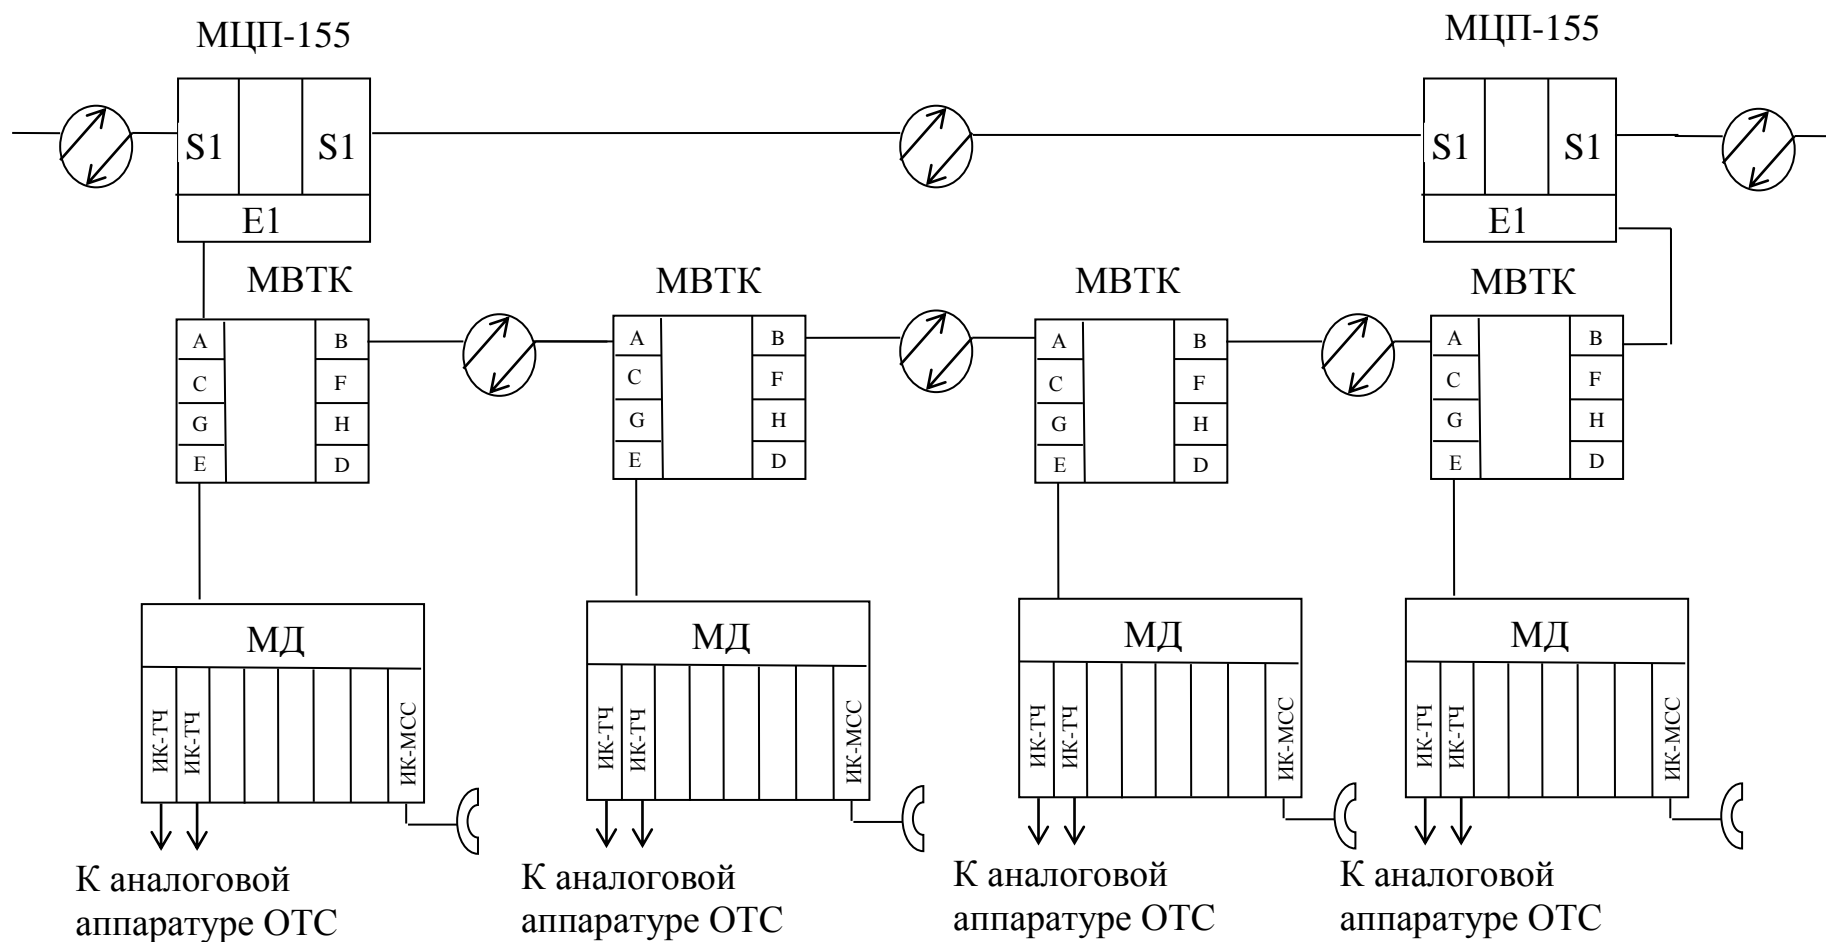 МЦП-155
МЦП-155
S1
S1
S1
S1
E1
E1
МВТК
МВТК
МВТК
МВТК
A
B
A
B
A
B
A
B
C
F
C
F
C
F
C
F
G
H
G
H
G
H
G
H
E
D
E
D
E
D
E
D
МД
МД
МД
МД
ИК-ТЧ
ИК-ТЧ
ИК-МСС
ИК-ТЧ
ИК-ТЧ
ИК-МСС
ИК-ТЧ
ИК-ТЧ
ИК-МСС
ИК-ТЧ
ИК-ТЧ
ИК-МСС
К аналоговой
аппаратуре ОТС
К аналоговой
аппаратуре ОТС
К аналоговой
аппаратуре ОТС
К аналоговой
аппаратуре ОТС